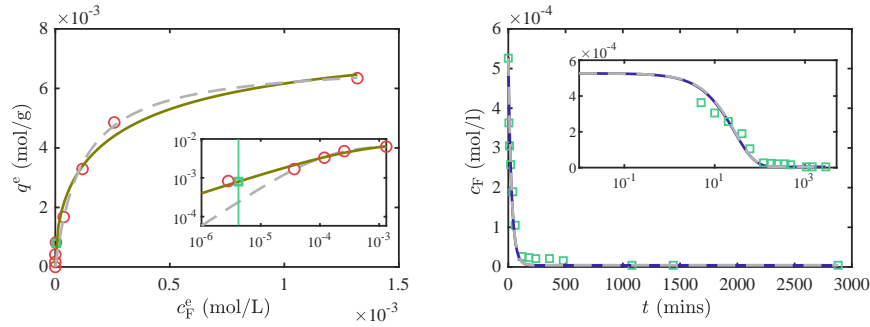 ×10⁻³
8
6
4
2
0
qᵉ (mol/g)
10⁻²
10⁻³
10⁻⁴
10⁻⁶ 10⁻⁵ 10⁻⁴ 10⁻³
0 0.5 1 1.5
c_F^e (mol/L)
×10⁻³
×10⁻⁴
6
5
4
3
2
1
0
c_F (mol/l)
×10⁻⁴
6
4
2
0
10⁻¹ 10¹ 10³
0 500 1000 1500 2000 2500 3000
t (mins)